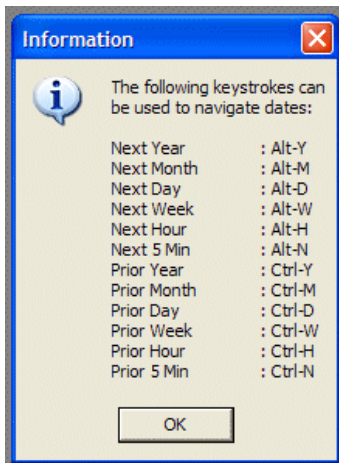 Information
The following keystrokes can
be used to navigate dates:
Next Year : Alt-Y
Next Month : Alt-M
Next Day : Alt-D
Next Week : Alt-W
Next Hour : Alt-H
Next 5 Min : Alt-N
Prior Year : Ctrl-Y
Prior Month : Ctrl-M
Prior Day : Ctrl-D
Prior Week : Ctrl-W
Prior Hour : Ctrl-H
Prior 5 Min : Ctrl-N
OK